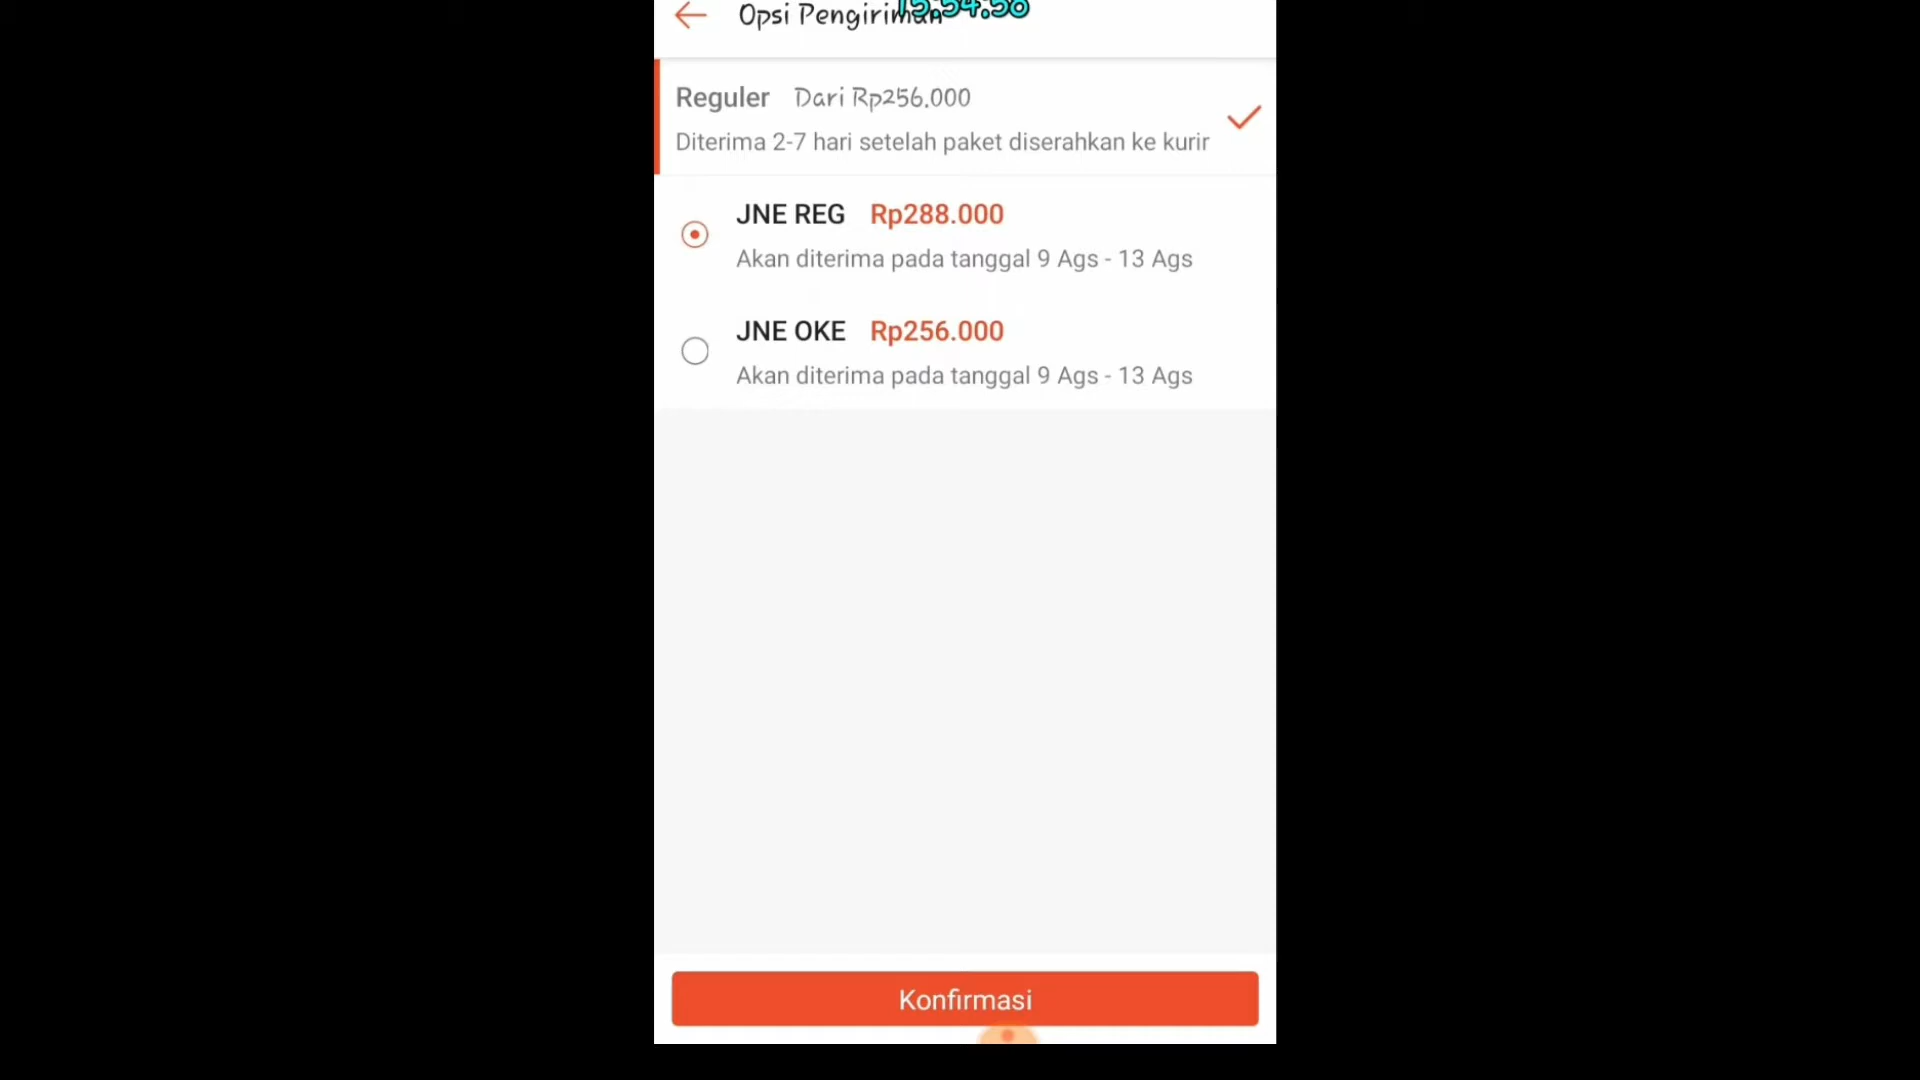 Opsi Pengiriman
Reguler Dari Rp256.000
Diterima 2-7 hari setelah paket diserahkan ke kurir
JNE REG Rp288.000
Akan diterima pada tanggal 9 Ags - 13 Ags
JNE OKE Rp256.000
Akan diterima pada tanggal 9 Ags - 13 Ags
Konfirmasi